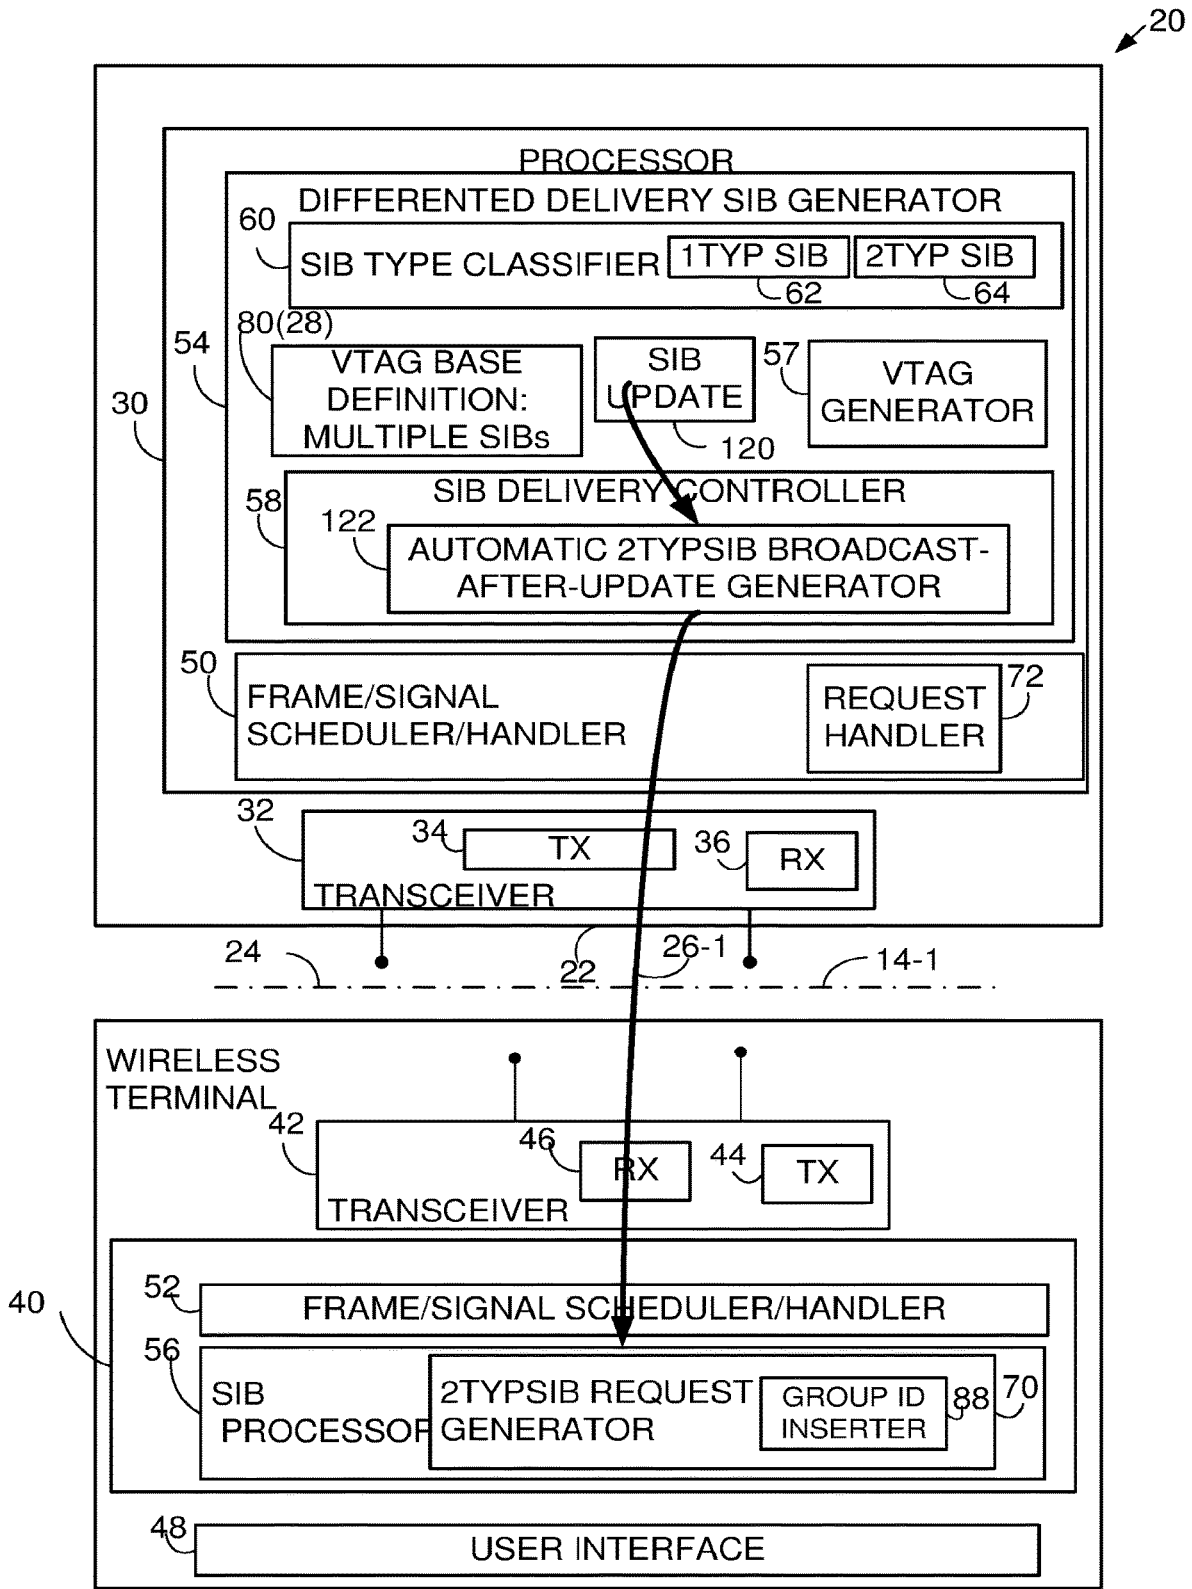 20
PROCESSOR
DIFFERENTED DELIVERY SIB GENERATOR
60
SIB TYPE CLASSIFIER
1TYP SIB
2TYP SIB
62
64
80(28)
54
VTAG BASE
DEFINITION:
MULTIPLE SIBs
SIB
UPDATE
120
57
VTAG
GENERATOR
30
58
SIB DELIVERY CONTROLLER
122
AUTOMATIC 2TYPSIB BROADCAST-
AFTER-UPDATE GENERATOR
50
FRAME/SIGNAL
SCHEDULER/HANDLER
REQUEST
HANDLER
72
32
34
TX
36
RX
TRANSCEIVER
24
22
26-1
14-1
WIRELESS
TERMINAL
42
46
RX
44
TX
TRANSCEIVER
40
52
FRAME/SIGNAL SCHEDULER/HANDLER
56
SIB
PROCESSOR
2TYPSIB REQUEST
GENERATOR
GROUP ID
INSERTER
88
70
48
USER INTERFACE